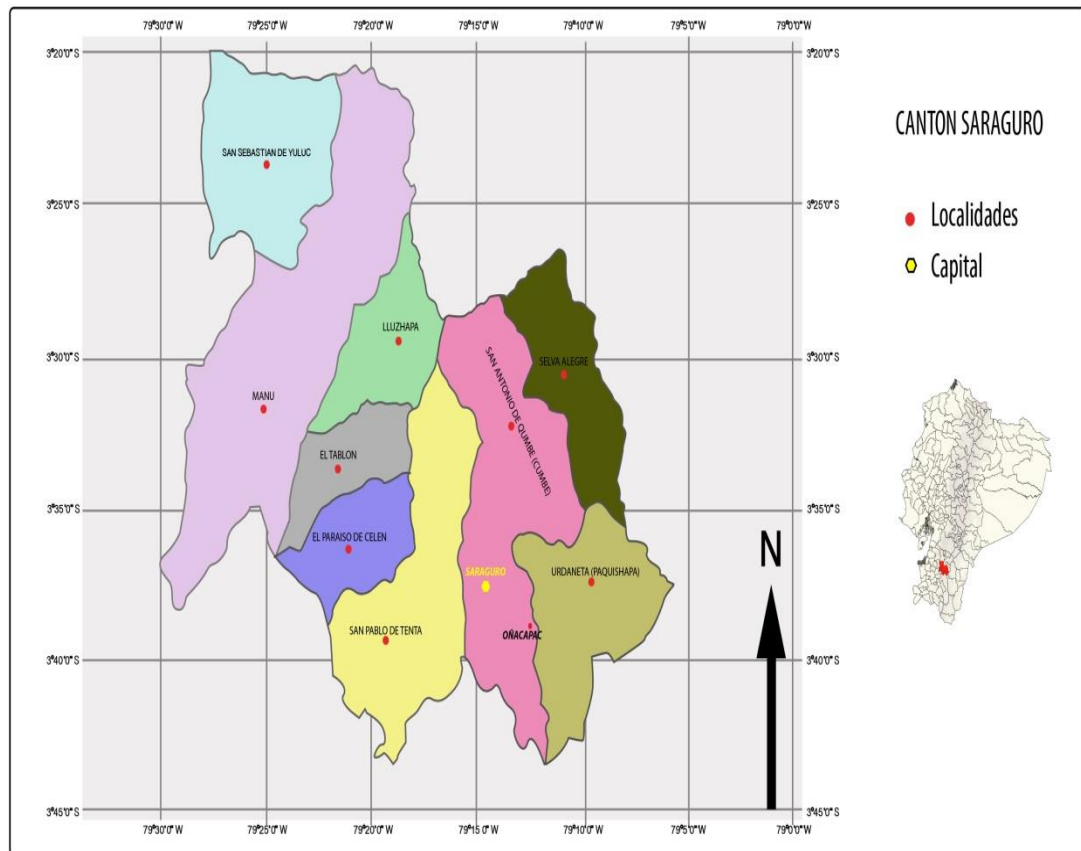 79°30'0" W 79°25'0" W 79°20'0" W 79°15'0" W 79°10'0" W 79°5'0" W 79°0'0" W
3°20'0" S 3°20'0" S
CANTON SARAGURO
SAN SEBASTIAN DE YULUC
3°25'0" S 3°25'0" S
Localidades
Capital
LLUZHAPA
3°30'0" S 3°30'0" S
SELVA ALEGRE
SAN ANTONIO DE QUMBE (CUMBE)
MANU
EL TABLON
3°35'0" S 3°35'0" S
EL PARAISO DE CELEN
N
SARAGURO
URDANETA (PAQUISHAPA)
SAN PABLO DE TENTA
OÑACAPAC
3°40'0" S 3°40'0" S
3°45'0" S 3°45'0" S
79°30'0" W 79°25'0" W 79°20'0" W 79°15'0" W 79°10'0" W 79°5'0" W 79°0'0" W